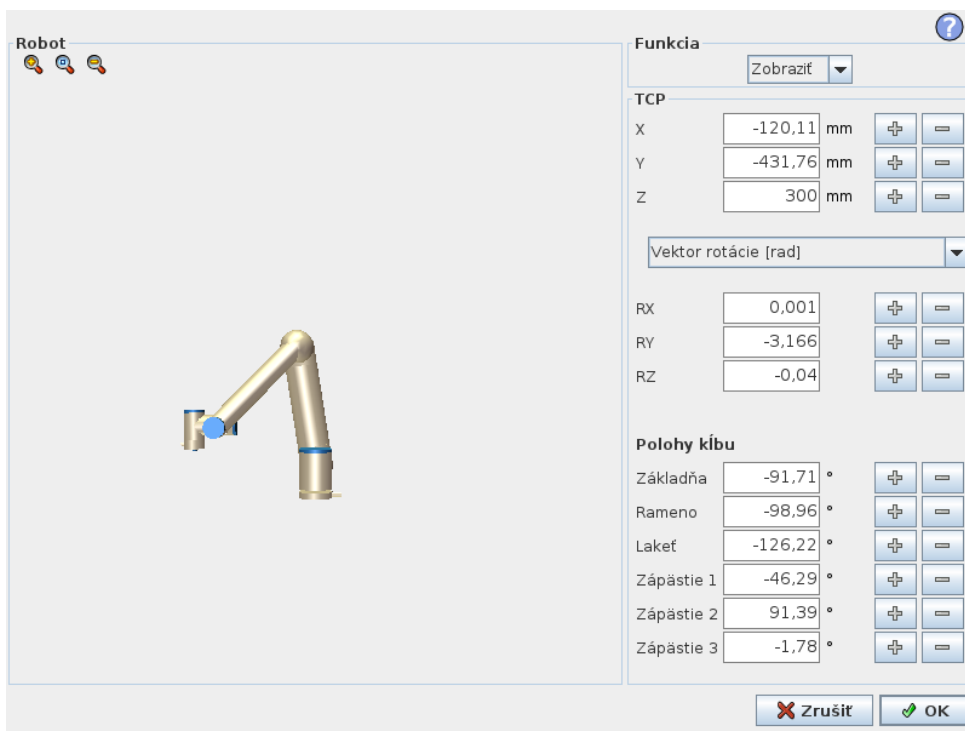 Robot
?
Funkcia
Zobraziť
TCP
X -120,11 mm
Y -431,76 mm
Z 300 mm
Vektor rotácie [rad]
RX 0,001
RY -3,166
RZ -0,04
Polohy kĺbu
Základňa -91,71 °
Rameno -98,96 °
Lakeť -126,22 °
Zápästie 1 -46,29 °
Zápästie 2 91,39 °
Zápästie 3 -1,78 °
Zrušiť OK